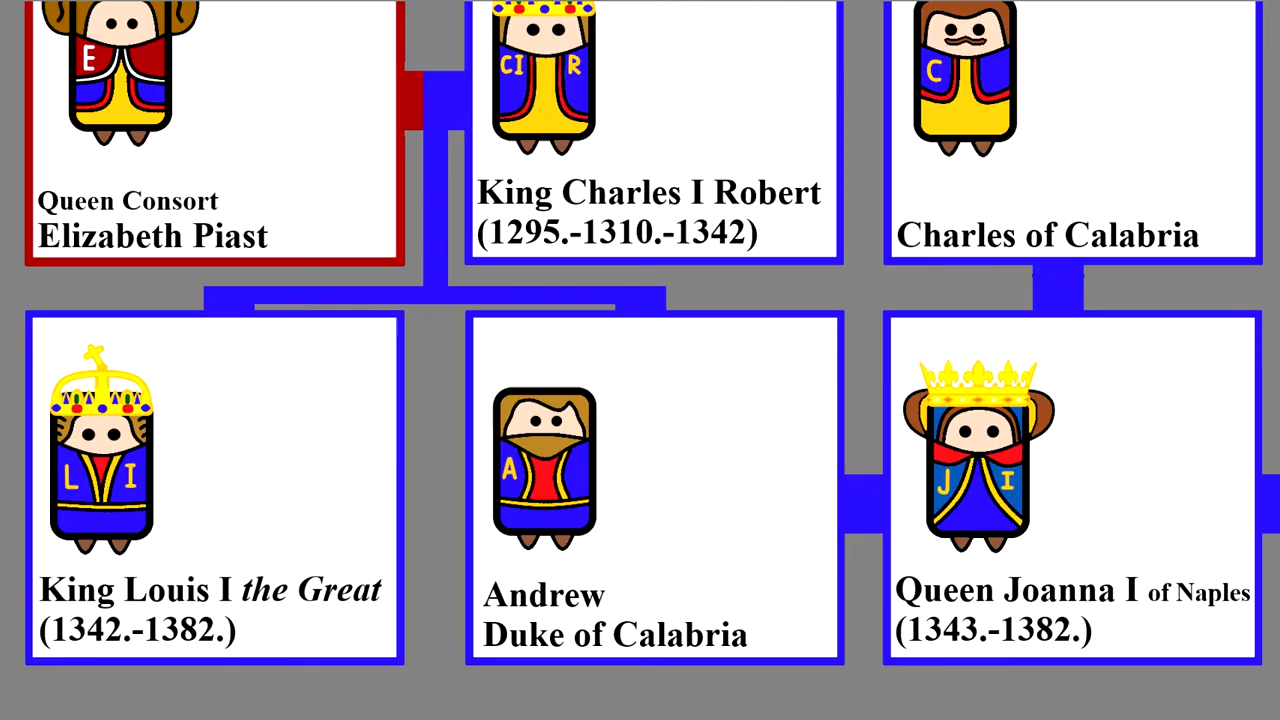 E
CI R
C
Queen Consort
Elizabeth Piast
King Charles I Robert
(1295.-1310.-1342)
Charles of Calabria
L I
A
J I
King Louis I the Great
(1342.-1382.)
Andrew
Duke of Calabria
Queen Joanna I of Naples
(1343.-1382.)